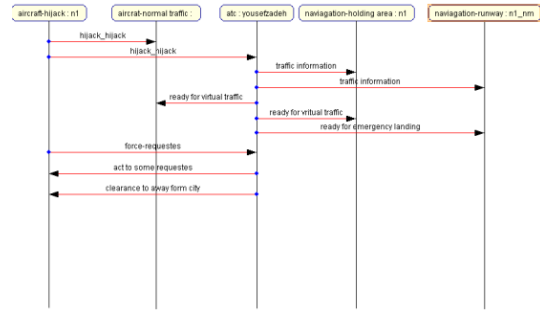 aircraft-hijack : n1
aircrat-normal traffic :
atc : yousefzadeh
naviagation-holding area : n1
naviagation-runway : n1_nm
hijack_hijack
hijack_hijack
traffic information
traffic information
ready for virtual traffic
ready for vritual traffic
ready for emergency landing
force-requestes
act to some requestes
clearance to away form city